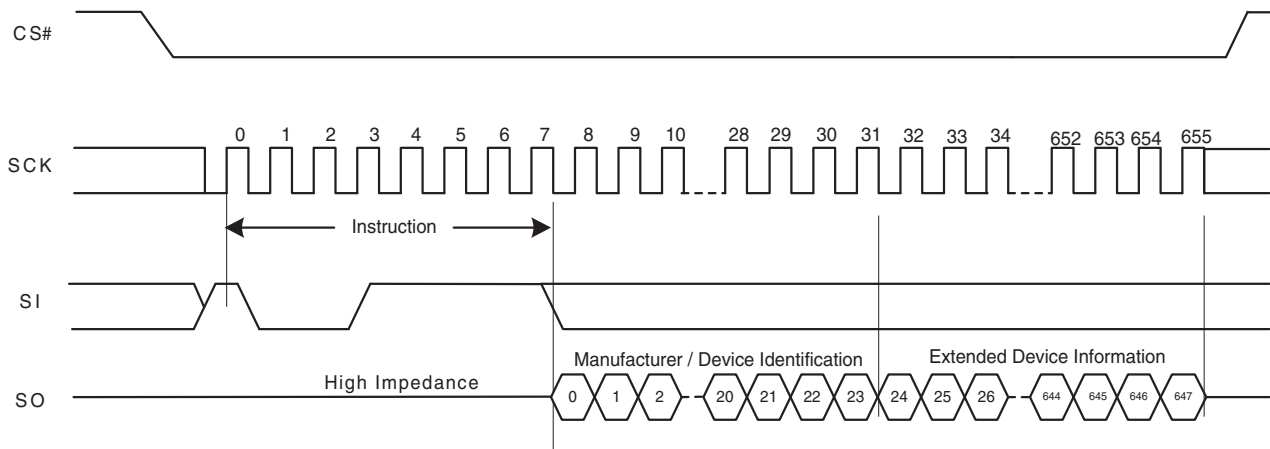 CS#
0 1 2 3 4 5 6 7 8 9 10 28 29 30 31 32 33 34 652 653 654 655
SCK
Instruction
SI
Manufacturer / Device Identification
Extended Device Information
High Impedance
SO
0 1 2 20 21 22 23 24 25 26 644 645 646 647